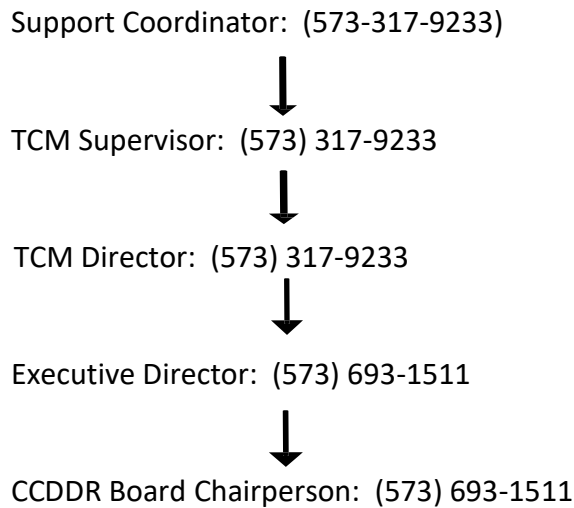 Support Coordinator: (573-317-9233)
TCM Supervisor: (573) 317-9233
TCM Director: (573) 317-9233
Executive Director: (573) 693-1511
CCDDR Board Chairperson: (573) 693-1511